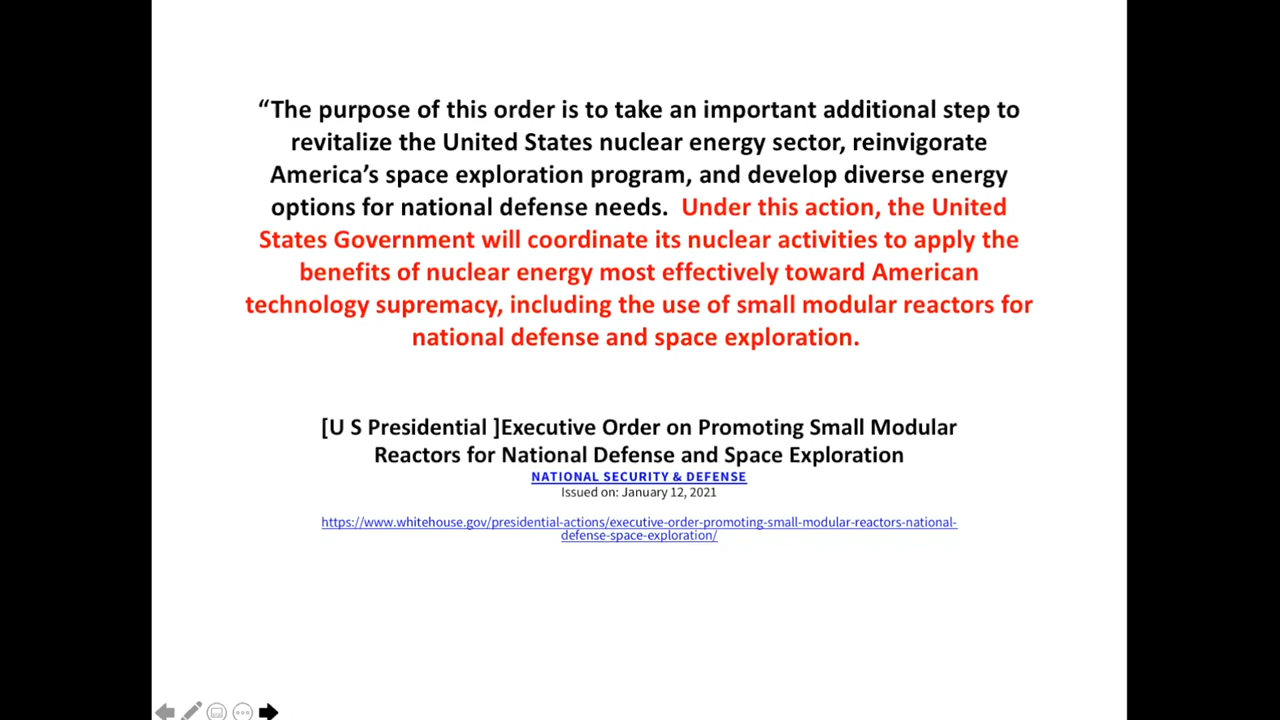 “The purpose of this order is to take an important additional step to
revitalize the United States nuclear energy sector, reinvigorate
America’s space exploration program, and develop diverse energy
options for national defense needs.  Under this action, the United
States Government will coordinate its nuclear activities to apply the
benefits of nuclear energy most effectively toward American
technology supremacy, including the use of small modular reactors for
national defense and space exploration.
[U S Presidential ]Executive Order on Promoting Small Modular
Reactors for National Defense and Space Exploration
NATIONAL SECURITY & DEFENSE
Issued on: January 12, 2021
https://www.whitehouse.gov/presidential-actions/executive-order-promoting-small-modular-reactors-national-
defense-space-exploration/